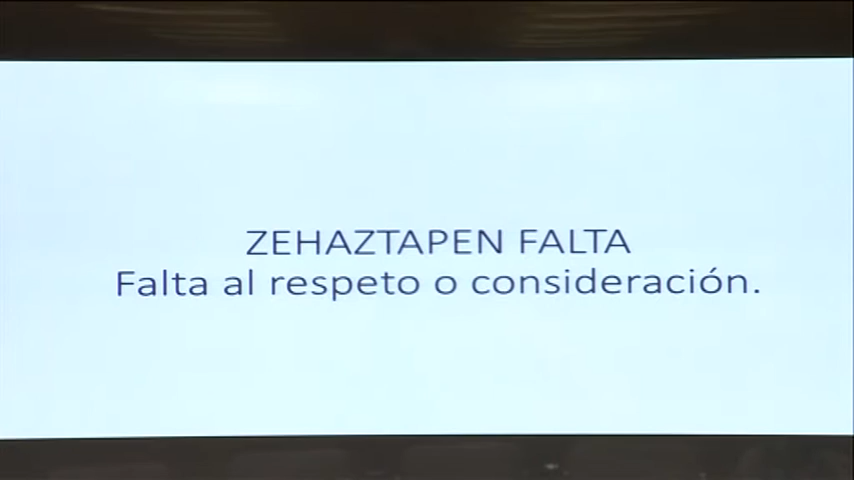 ZEHAZTAPEN FALTA
Falta al respeto o consideración.